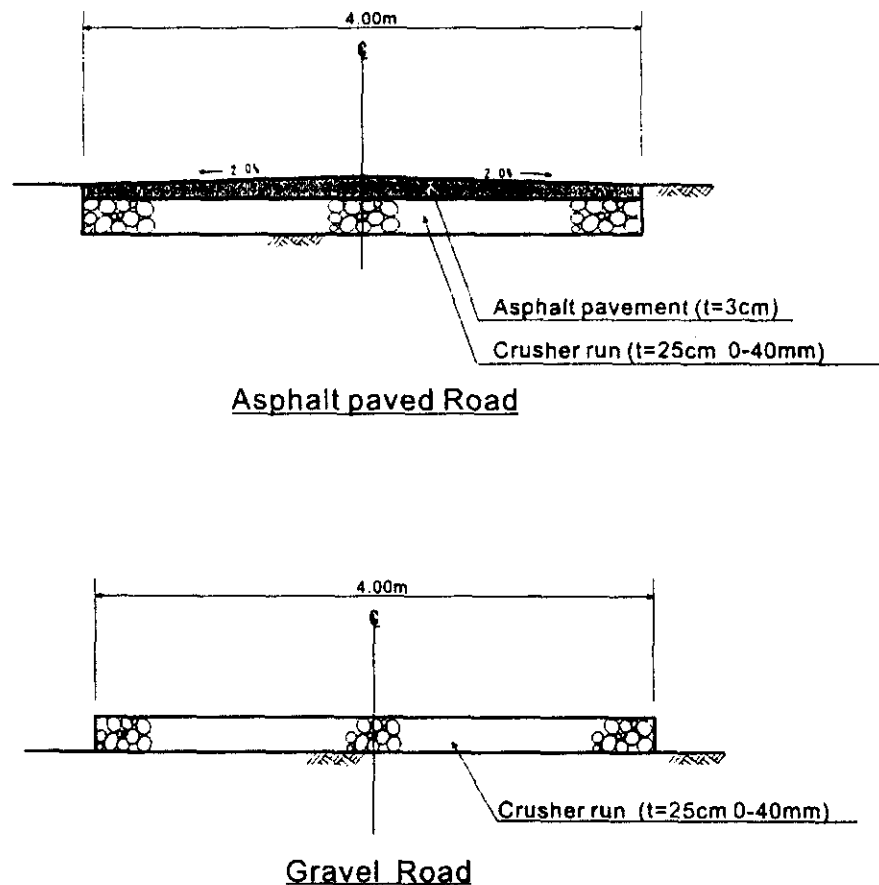 4.00m
℄
2.0%
2.0%
Asphalt pavement (t=3cm)
Crusher run (t=25cm 0-40mm)
Asphalt paved Road
4.00m
℄
Crusher run (t=25cm 0-40mm)
Gravel Road